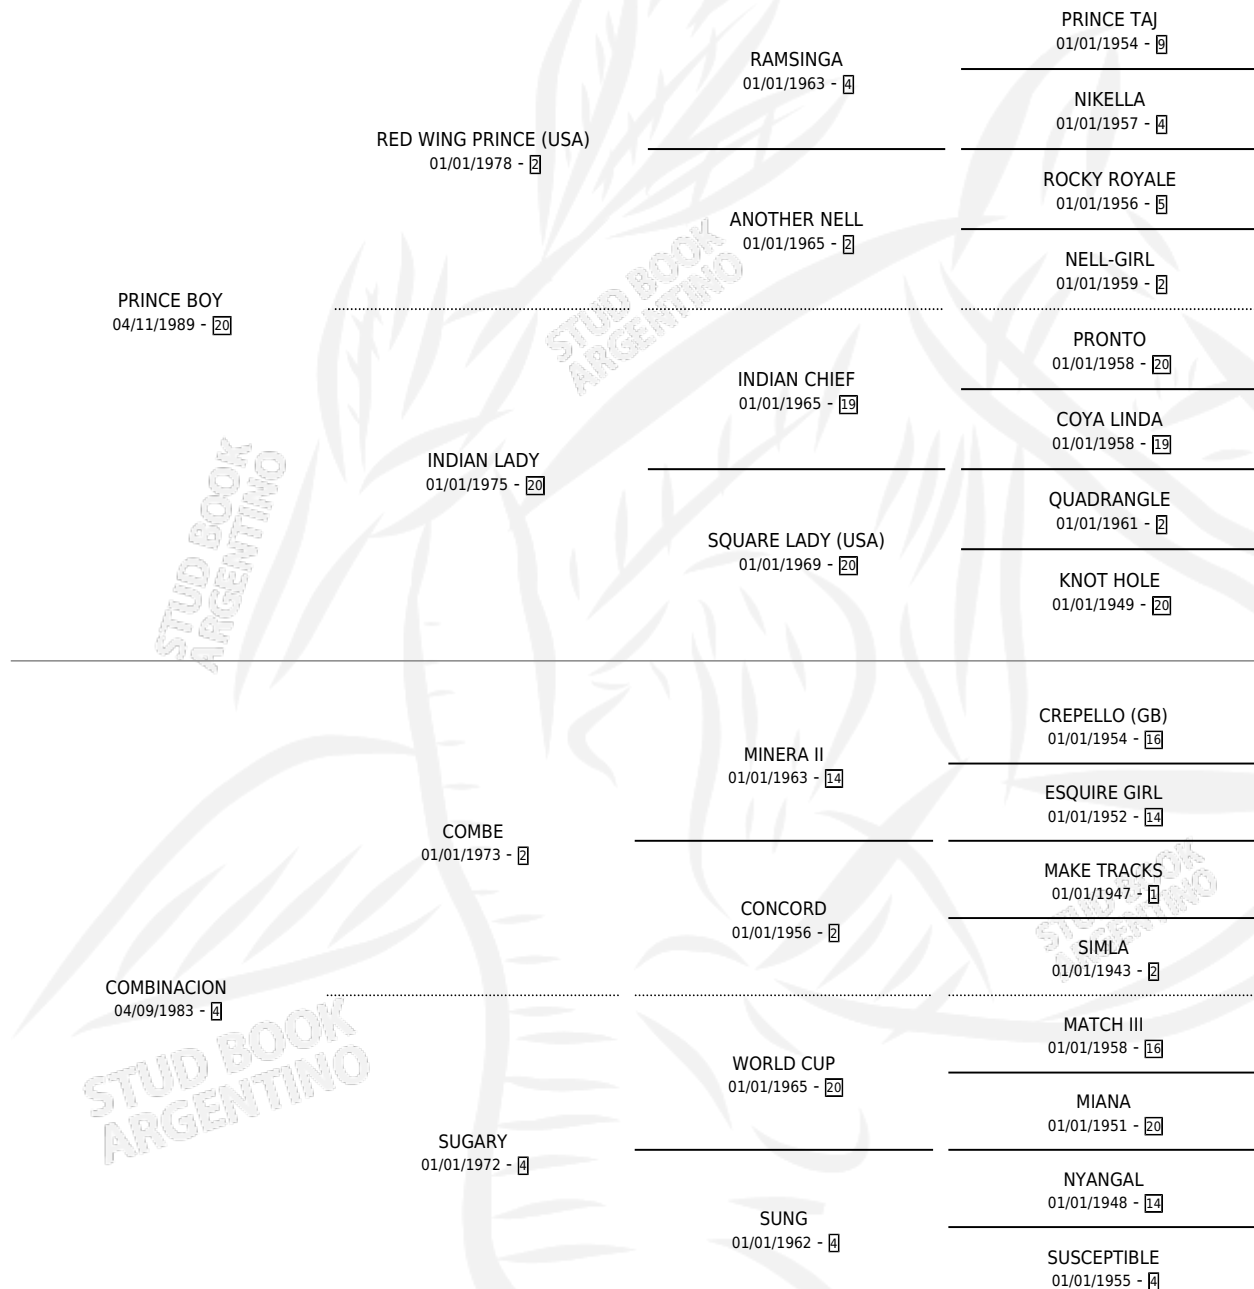 PRINCE TAJ
01/01/1954 - 9
RAMSINGA
01/01/1963 - 4
NIKELLA
01/01/1957 - 4
RED WING PRINCE (USA)
01/01/1978 - 2
ROCKY ROYALE
01/01/1956 - 5
ANOTHER NELL
01/01/1965 - 2
NELL-GIRL
01/01/1959 - 2
PRINCE BOY
04/11/1989 - 20
STUD BOOK
ARGENTINO
PRONTO
01/01/1958 - 20
INDIAN CHIEF
01/01/1965 - 19
COYA LINDA
01/01/1958 - 19
INDIAN LADY
01/01/1975 - 20
QUADRANGLE
01/01/1961 - 2
SQUARE LADY (USA)
01/01/1969 - 20
KNOT HOLE
01/01/1949 - 20
STUD BOOK
ARGENTINO
CREPELLO (GB)
01/01/1954 - 16
MINERA II
01/01/1963 - 14
ESQUIRE GIRL
01/01/1952 - 14
COMBE
01/01/1973 - 2
MAKE TRACKS
01/01/1947 - 1
CONCORD
01/01/1956 - 2
STUD BOOK
ARGENTINO
SIMLA
01/01/1943 - 2
COMBINACION
04/09/1983 - 4
MATCH III
01/01/1958 - 16
STUD BOOK
ARGENTINO
WORLD CUP
01/01/1965 - 20
MIANA
01/01/1951 - 20
SUGARY
01/01/1972 - 4
NYANGAL
01/01/1948 - 14
SUNG
01/01/1962 - 4
SUSCEPTIBLE
01/01/1955 - 4